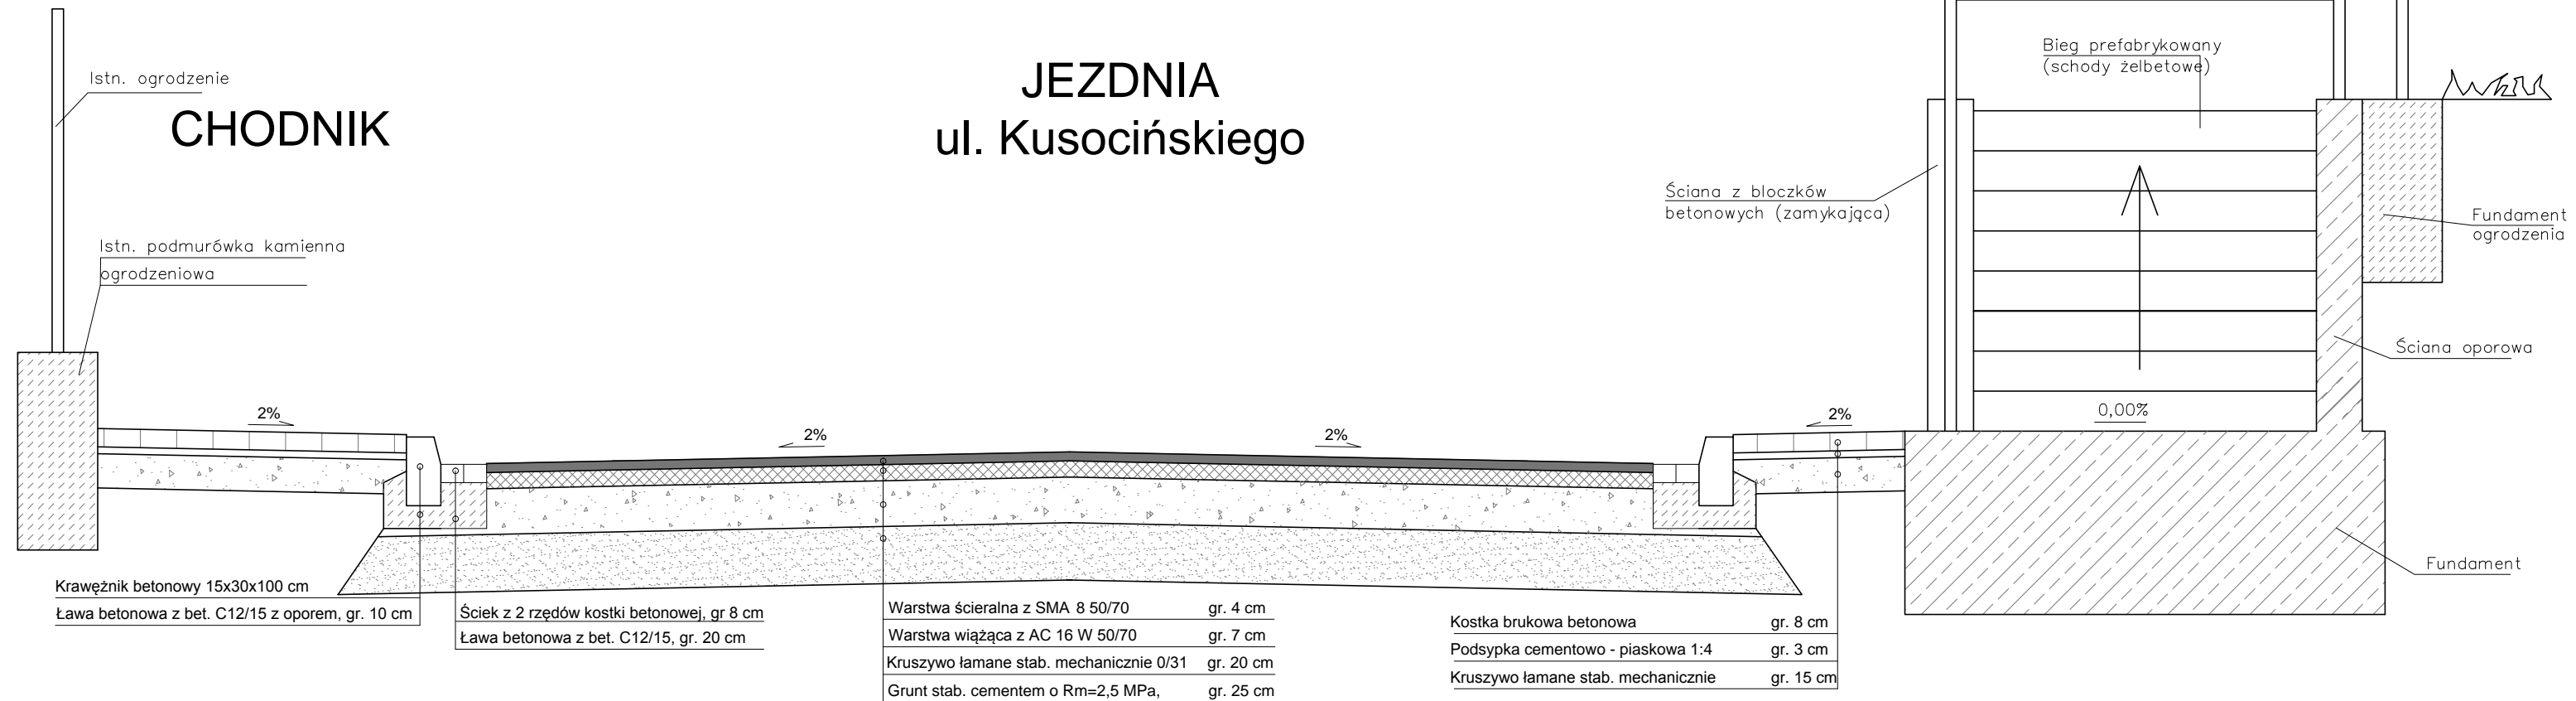 Istn. ogrodzenie
CHODNIK
JEZDNIA
ul. Kusocińskiego
Bieg prefabrykowany
(schody żelbetowe)
Ściana z bloczków
betonowych (zamykająca)
Fundament
ogrodzenia
Istn. podmurówka kamienna
ogrodzeniowa
Ściana oporowa
2%
2%
2%
2%
0,00%
Fundament
Krawężnik betonowy 15x30x100 cm
Ława betonowa z bet. C12/15 z oporem, gr. 10 cm
Ściek z 2 rzędów kostki betonowej, gr 8 cm
Ława betonowa z bet. C12/15, gr. 20 cm
Warstwa ścieralna z SMA 8 50/70 gr. 4 cm
Warstwa wiążąca z AC 16 W 50/70 gr. 7 cm
Kruszywo łamane stab. mechanicznie 0/31 gr. 20 cm
Grunt stab. cementem o Rm=2,5 MPa, gr. 25 cm
Kostka brukowa betonowa gr. 8 cm
Podsypka cementowo - piaskowa 1:4 gr. 3 cm
Kruszywo łamane stab. mechanicznie gr. 15 cm